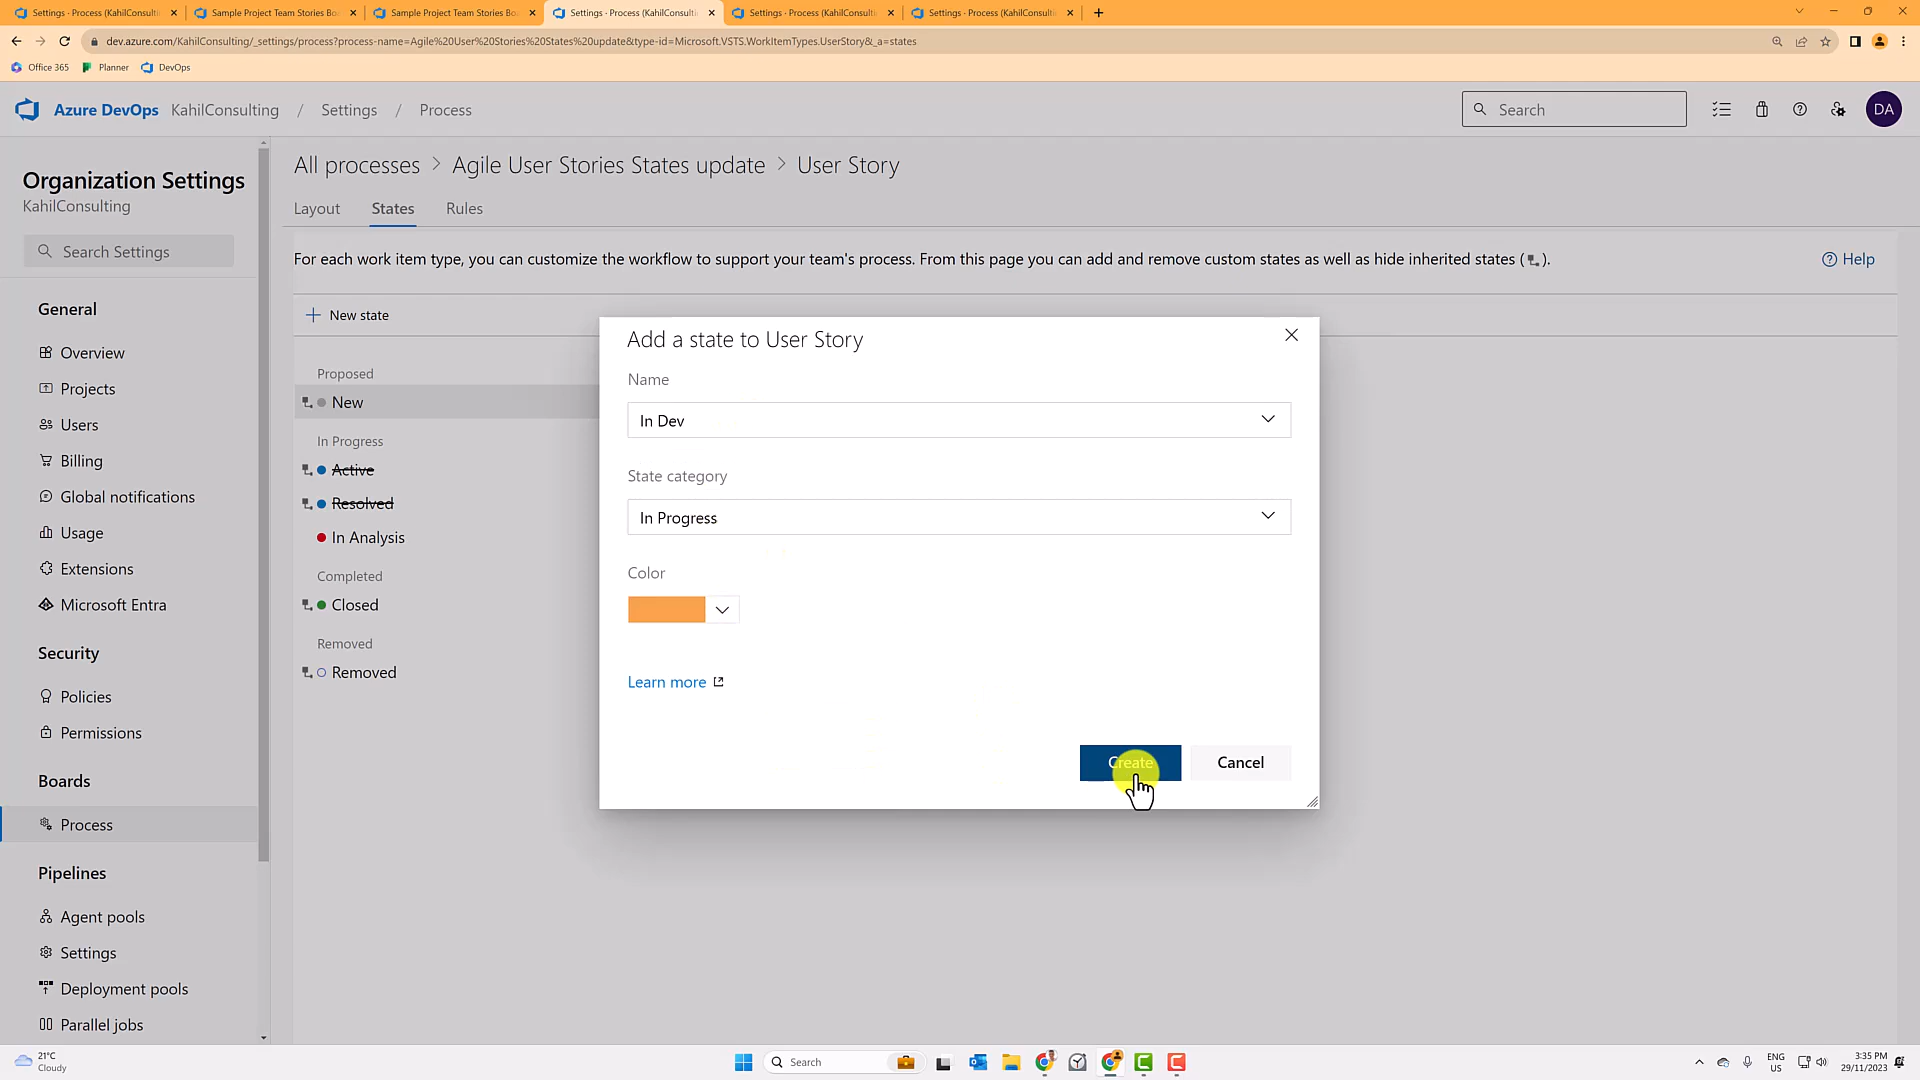 Settings - Process (KahilConsulti
Sample Project Team Stories Bo
Sample Project Team Stories Bo
Settings - Process (KahilConsulti
Settings - Process (KahilConsulti
Settings - Process (KahilConsulti
dev.azure.com/KahilConsulting/_settings/process?process-name=Agile%20User%20Stories%20States%20update&type-id=Microsoft.VSTS.WorkItemTypes.UserStory&_a=states
Office 365
Planner
DevOps
Azure DevOps
KahilConsulting
/
Settings
/
Process
Search
DA
Organization Settings
KahilConsulting
Search Settings
General
Overview
Projects
Users
Billing
Global notifications
Usage
Extensions
Microsoft Entra
Security
Policies
Permissions
Boards
Process
Pipelines
Agent pools
Settings
Deployment pools
Parallel jobs
All processes > Agile User Stories States update > User Story
Layout
States
Rules
For each work item type, you can customize the workflow to support your team's process. From this page you can add and remove custom states as well as hide inherited states ( ).
Help
New state
Proposed
New
In Progress
Active
Resolved
In Analysis
Completed
Closed
Removed
Removed
Add a state to User Story
Name
In Dev
State category
In Progress
Color
Learn more
Create
Cancel
21°C
Cloudy
Search
ENG
US
3:35 PM
29/11/2023